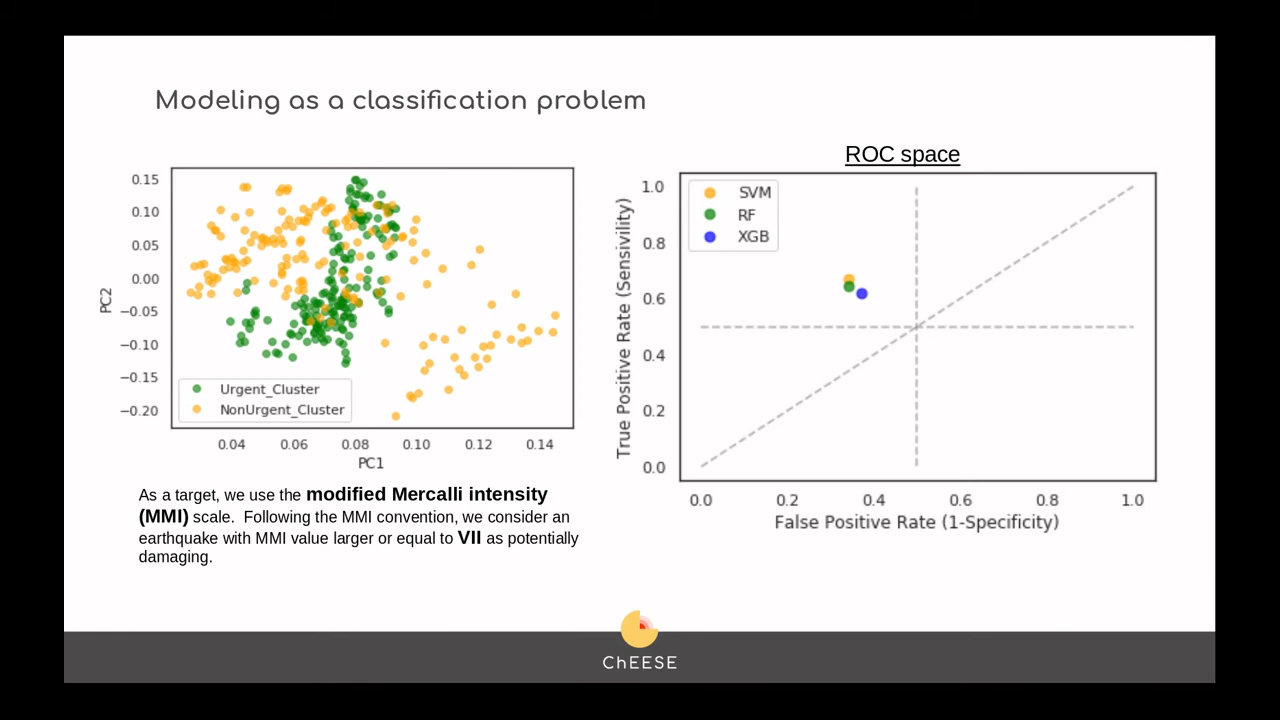 Modeling as a classification problem
0.15
0.10
0.05
0.00
−0.05
−0.10
−0.15
−0.20
PC2
Urgent_Cluster
NonUrgent_Cluster
0.04 0.06 0.08 0.10 0.12 0.14
PC1
As a target, we use the modified Mercalli intensity
(MMI) scale. Following the MMI convention, we consider an
earthquake with MMI value larger or equal to VII as potentially
damaging.
ROC space
SVM
RF
XGB
1.0
0.8
0.6
0.4
0.2
0.0
True Positive Rate (Sensivility)
0.0 0.2 0.4 0.6 0.8 1.0
False Positive Rate (1-Specificity)
ChEESE